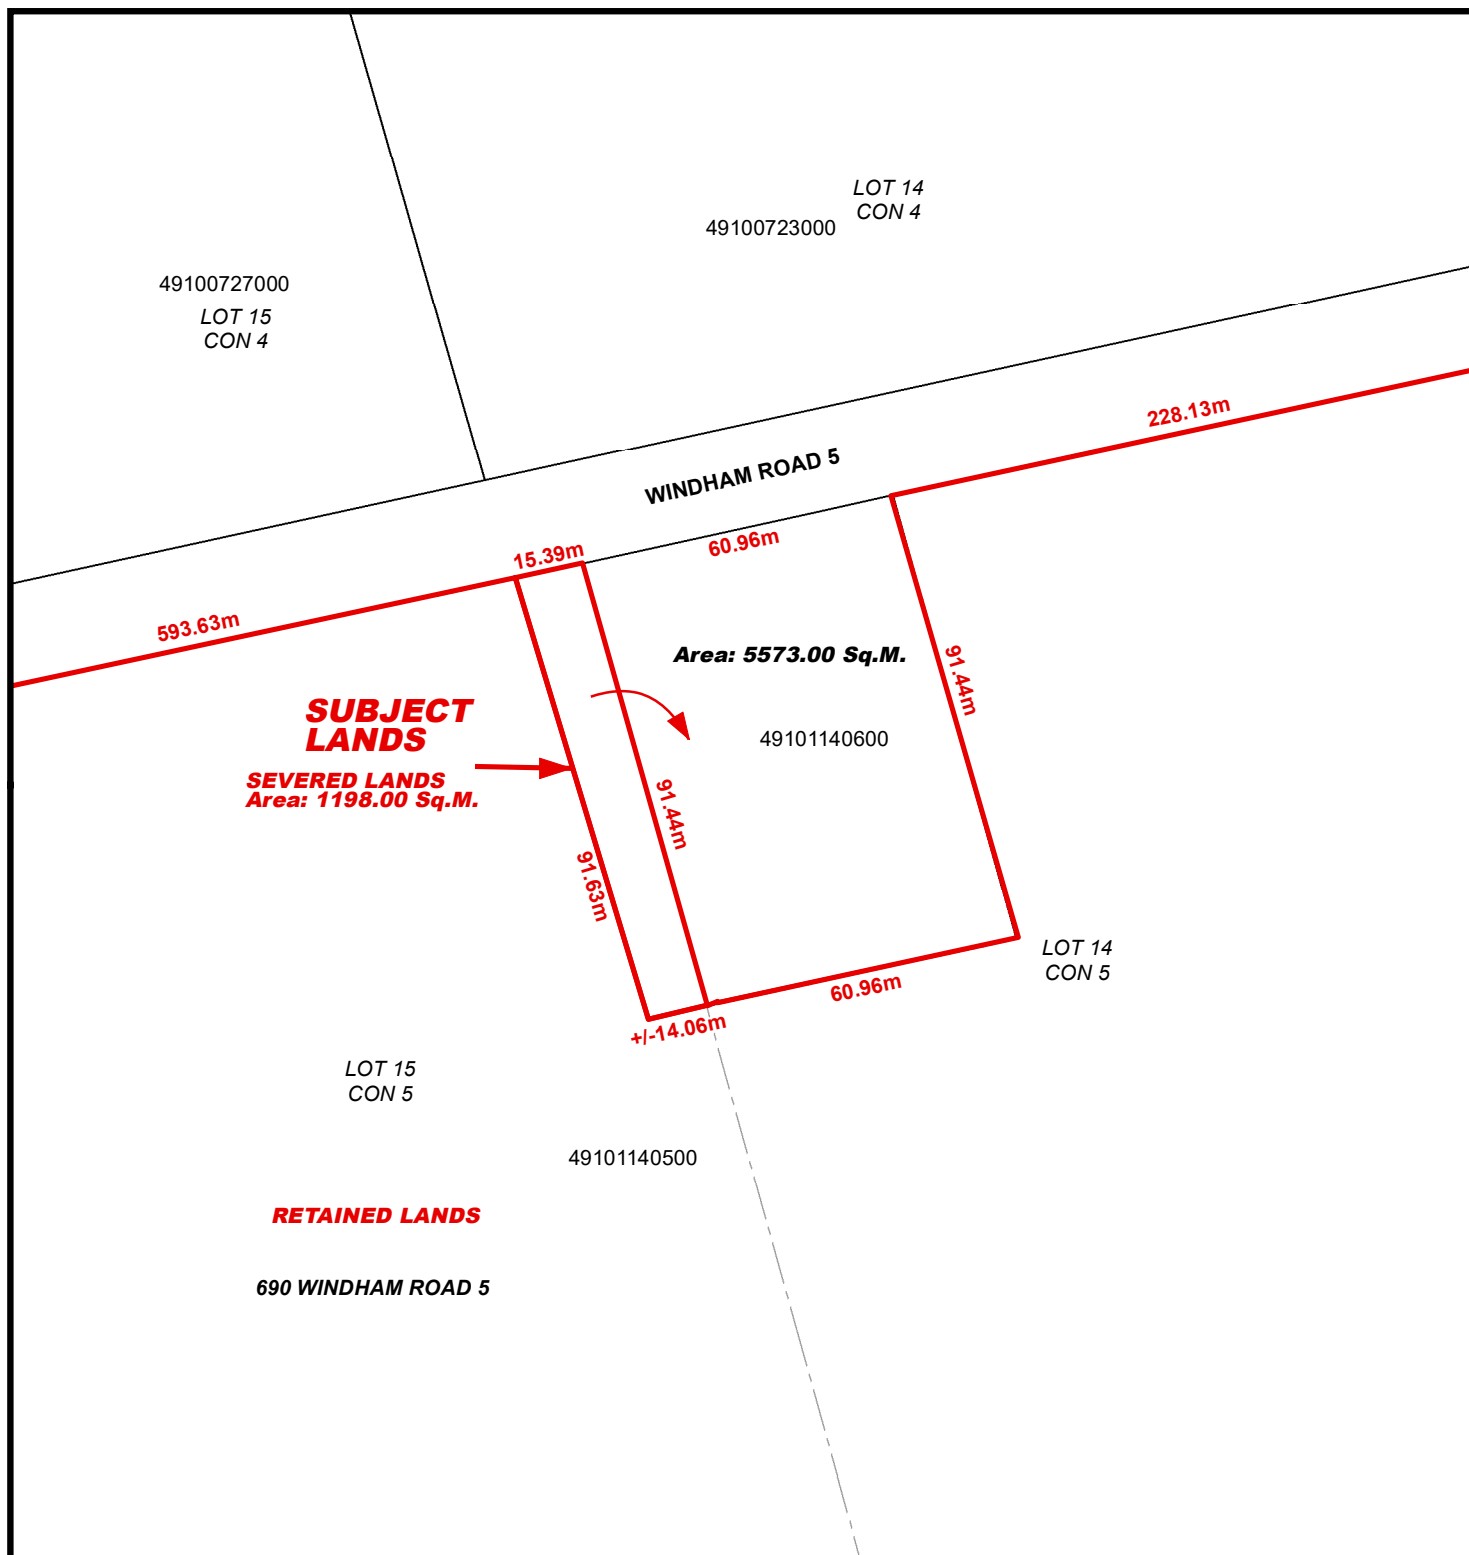 LOT 14
CON 4
49100723000
49100727000
LOT 15
CON 4
228.13m
WINDHAM ROAD 5
60.96m
15.39m
593.63m
Area: 5573.00 Sq.M.
91.44m
SUBJECT
LANDS
49101140600
SEVERED LANDS
Area: 1198.00 Sq.M.
91.44m
91.63m
LOT 14
CON 5
60.96m
+/-14.06m
LOT 15
CON 5
49101140500
RETAINED LANDS
690 WINDHAM ROAD 5